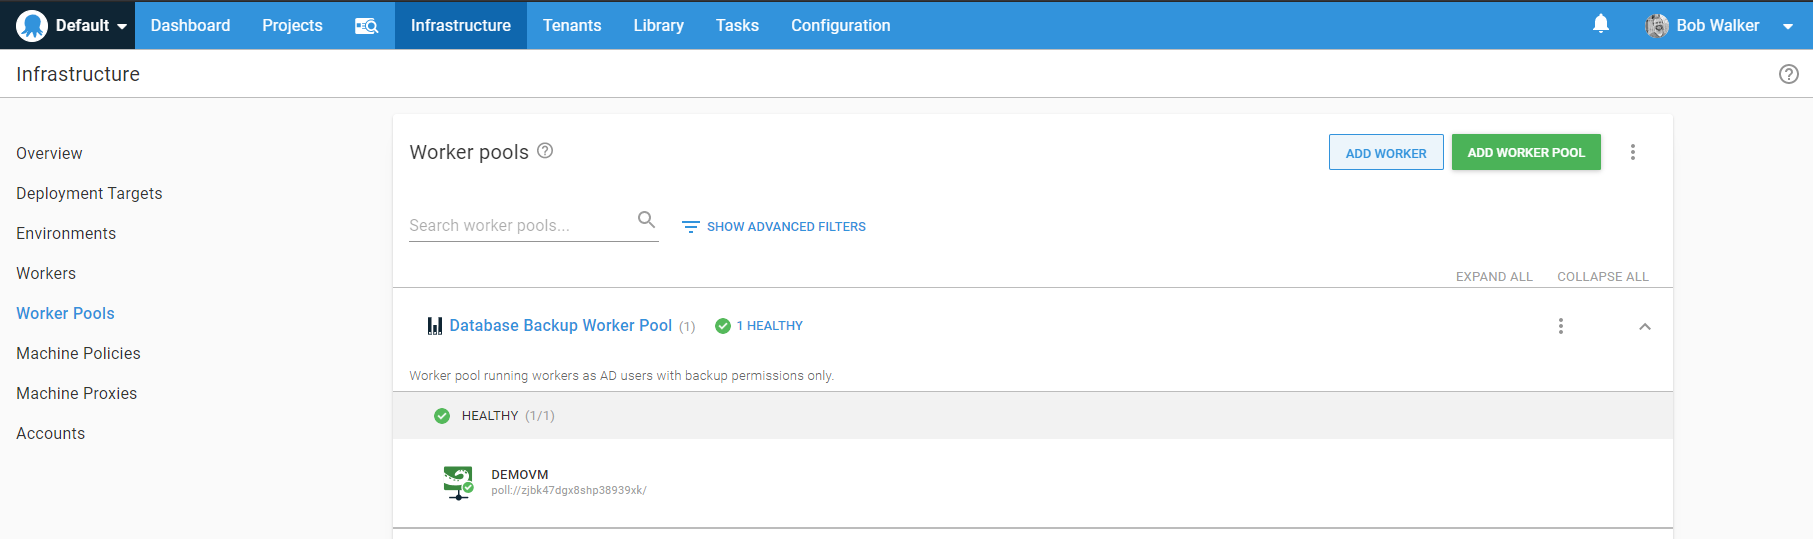 Default Dashboard Projects Infrastructure Tenants Library Tasks Configuration Bob Walker
Infrastructure
Overview
Deployment Targets
Environments
Workers
Worker Pools
Machine Policies
Machine Proxies
Accounts
Worker pools ADD WORKER ADD WORKER POOL
Search worker pools... SHOW ADVANCED FILTERS
EXPAND ALL COLLAPSE ALL
Database Backup Worker Pool (1) 1 HEALTHY
Worker pool running workers as AD users with backup permissions only.
HEALTHY (1/1)
DEMOVM
poll://zjbk47dgx8shp38939xk/